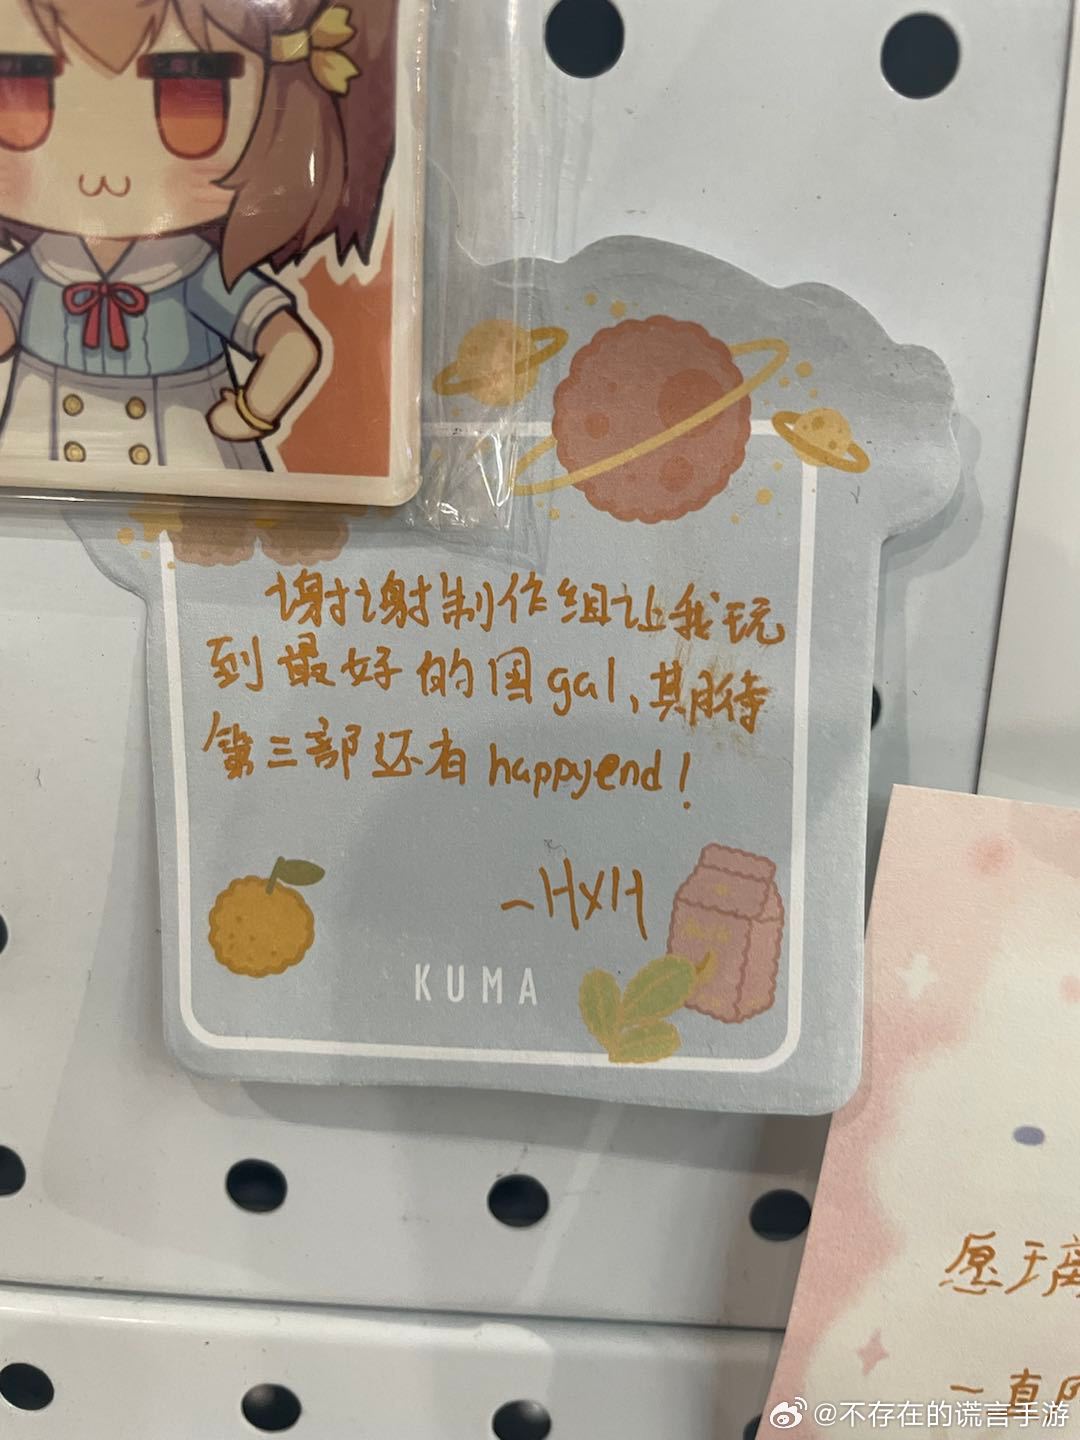 谢谢制作组让我玩
到最好的国gal,期待
第三部还有happyend!
-HXH
KUMA
愿璃
一直
@不存在的谎言手游